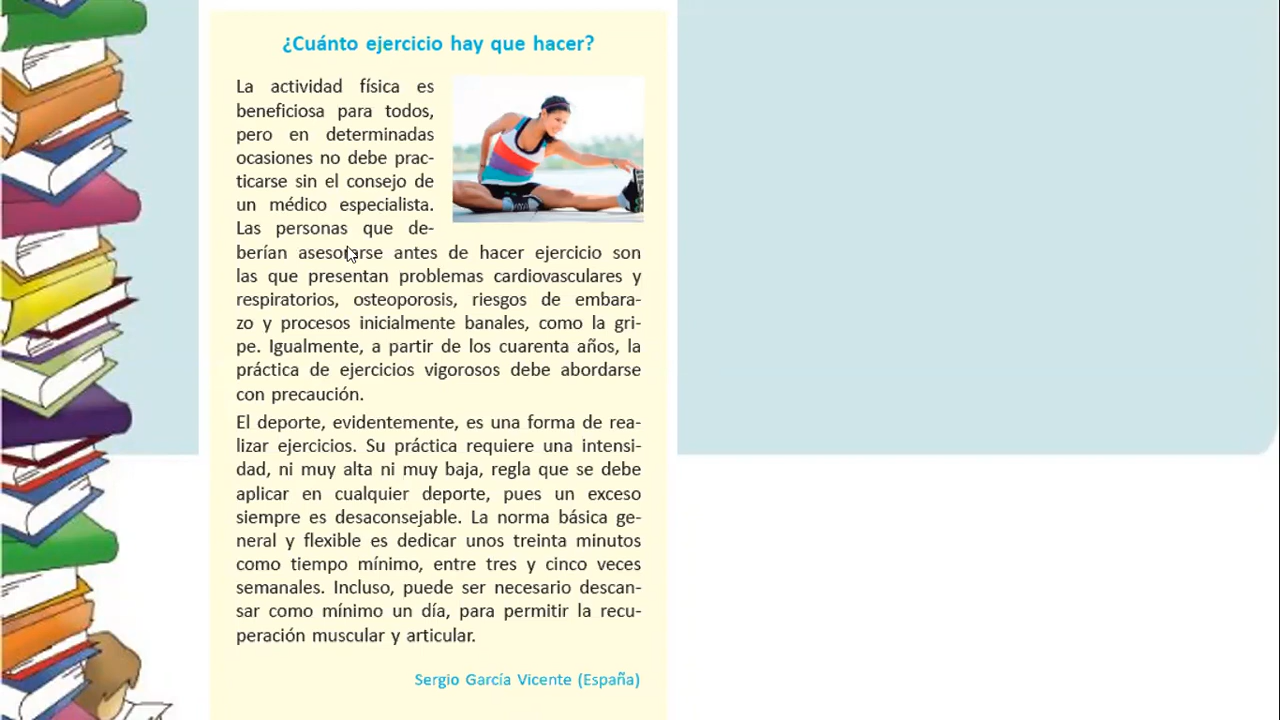 ¿Cuánto ejercicio hay que hacer?
La actividad física es
beneficiosa para todos,
pero en determinadas
ocasiones no debe prac-
ticarse sin el consejo de
un médico especialista.
Las personas que de-
berían asesorarse antes de hacer ejercicio son
las que presentan problemas cardiovasculares y
respiratorios, osteoporosis, riesgos de embara-
zo y procesos inicialmente banales, como la gri-
pe. Igualmente, a partir de los cuarenta años, la
práctica de ejercicios vigorosos debe abordarse
con precaución.
El deporte, evidentemente, es una forma de rea-
lizar ejercicios. Su práctica requiere una intensi-
dad, ni muy alta ni muy baja, regla que se debe
aplicar en cualquier deporte, pues un exceso
siempre es desaconsejable. La norma básica ge-
neral y flexible es dedicar unos treinta minutos
como tiempo mínimo, entre tres y cinco veces
semanales. Incluso, puede ser necesario descan-
sar como mínimo un día, para permitir la recu-
peración muscular y articular.
Sergio García Vicente (España)